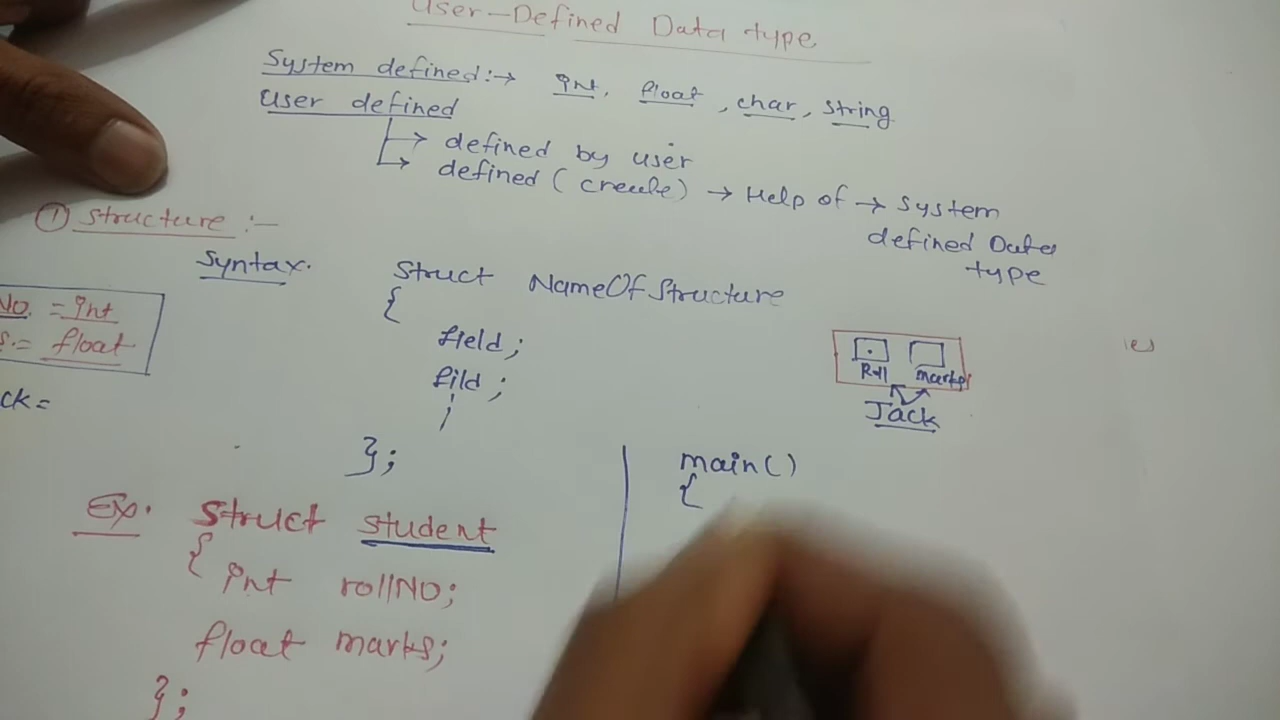 User-Defined Data type
System defined:→ int, float, char, string
User defined
→ defined by user
→ defined (create) → Help of → System
defined Data
type
① Structure :-
Syntax.
Struct NameOfStructure
{
field;
fild;
};
No. = int
s. = float
ck=
Roll marks
Jack
Ex. Struct student
{ int rollNO;
float marks;
};
main()
{